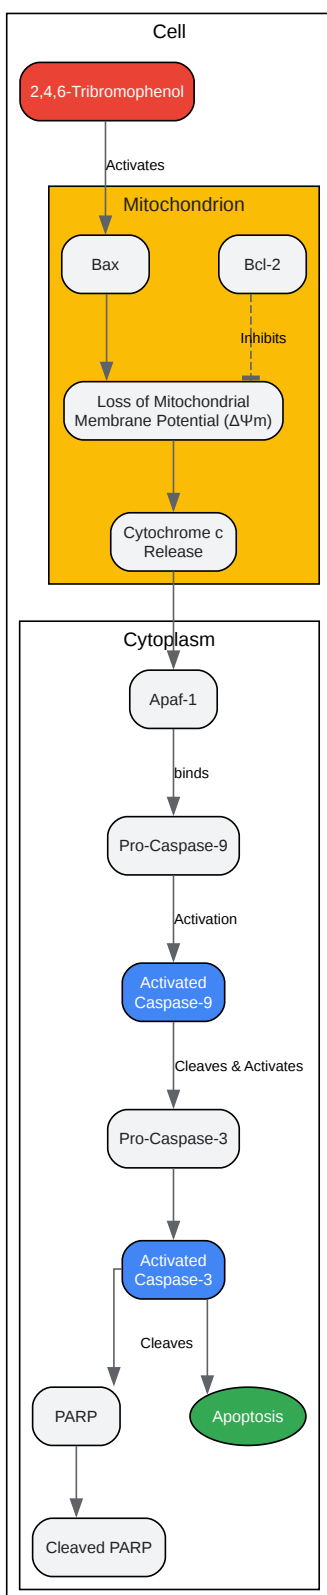 Cell
2,4,6-Tribromophenol
Activates
Mitochondrion
Bax
Bcl-2
Inhibits
Loss of Mitochondrial
Membrane Potential (ΔΨm)
Cytochrome c
Release
Cytoplasm
Apaf-1
binds
Pro-Caspase-9
Activation
Activated
Caspase-9
Cleaves & Activates
Pro-Caspase-3
Activated
Caspase-3
Cleaves
PARP
Apoptosis
Cleaved PARP